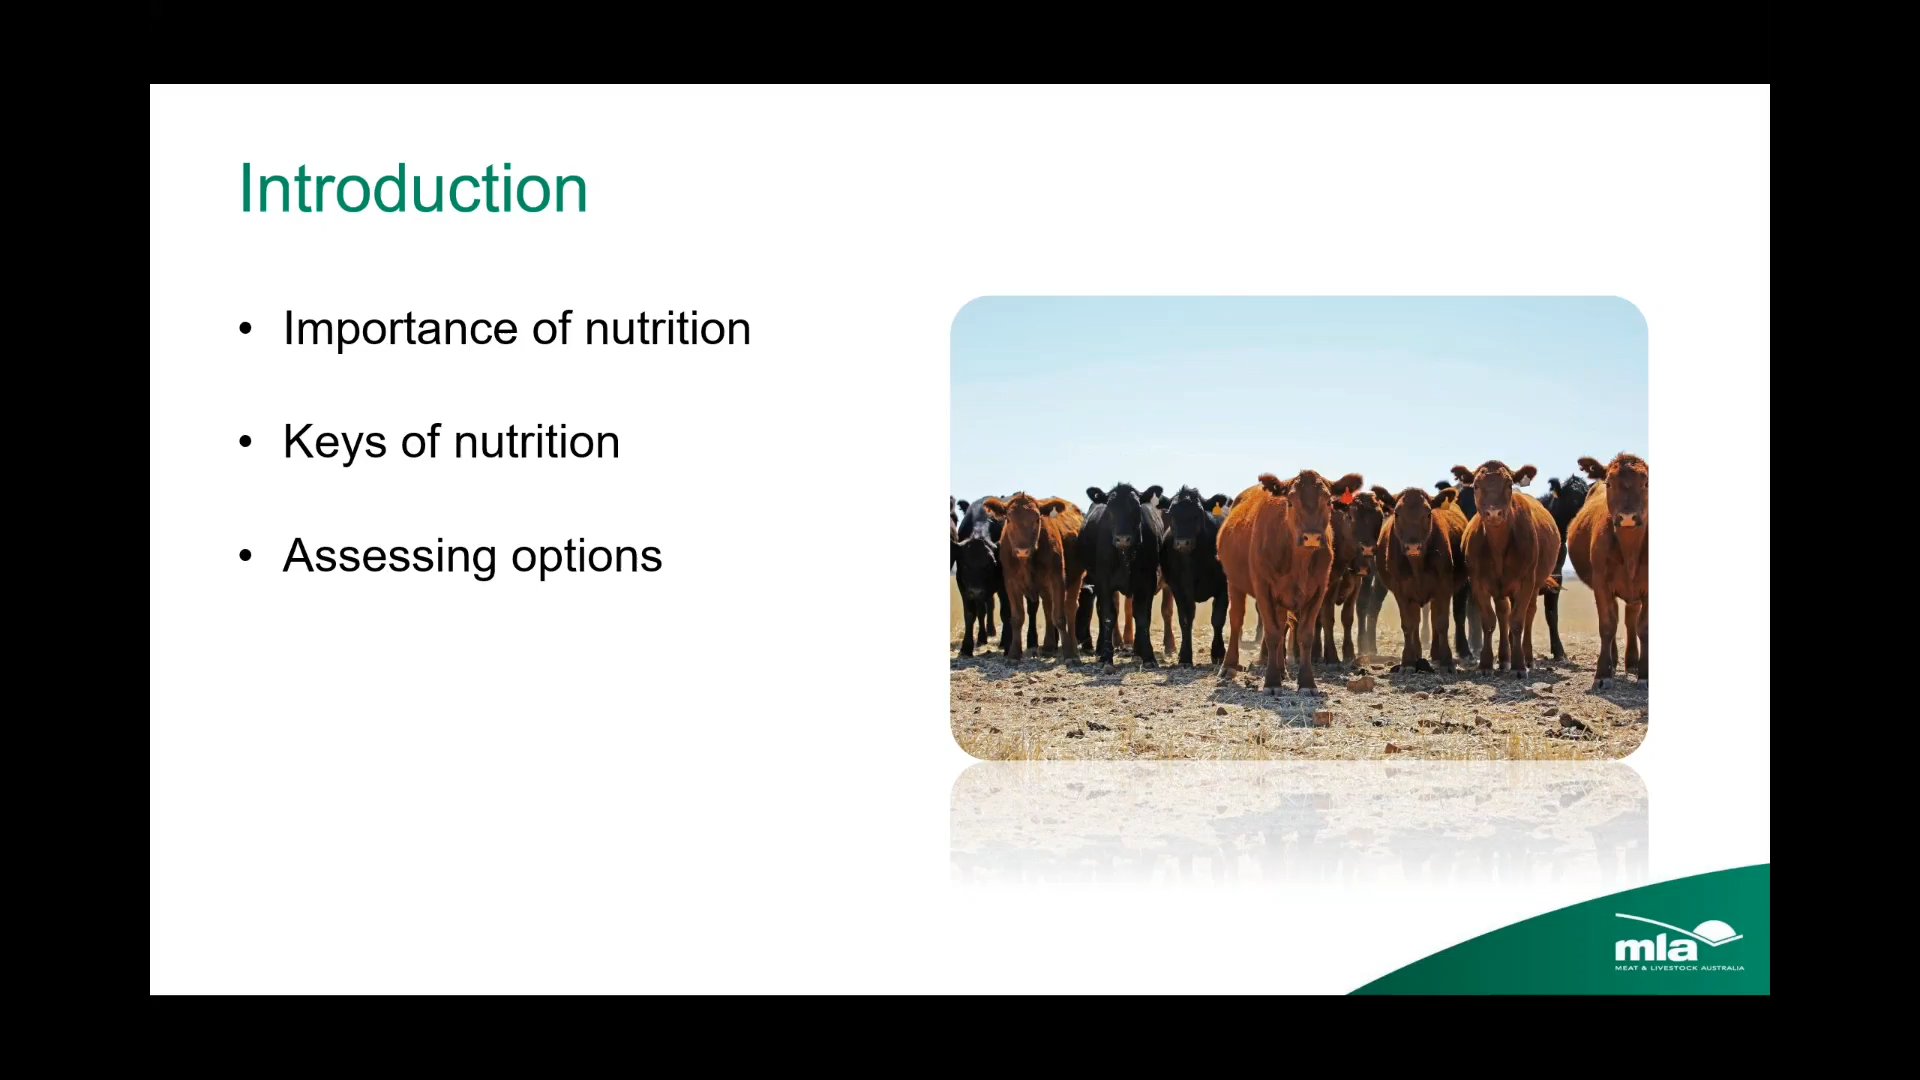 Introduction
• Importance of nutrition
• Keys of nutrition
• Assessing options
mla
MEAT & LIVESTOCK AUSTRALIA